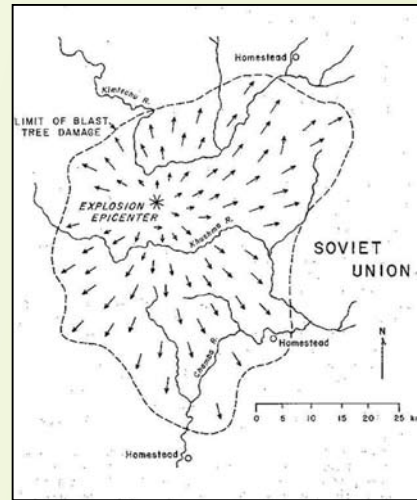 Homestead
Kimtschu R.
LIMIT OF BLAST
TREE DAMAGE
EXPLOSION
EPICENTER
Khushmo R.
SOVIET
UNION
N
Homestead
Chamba R.
0 5 10 15 20 25 km
Homestead